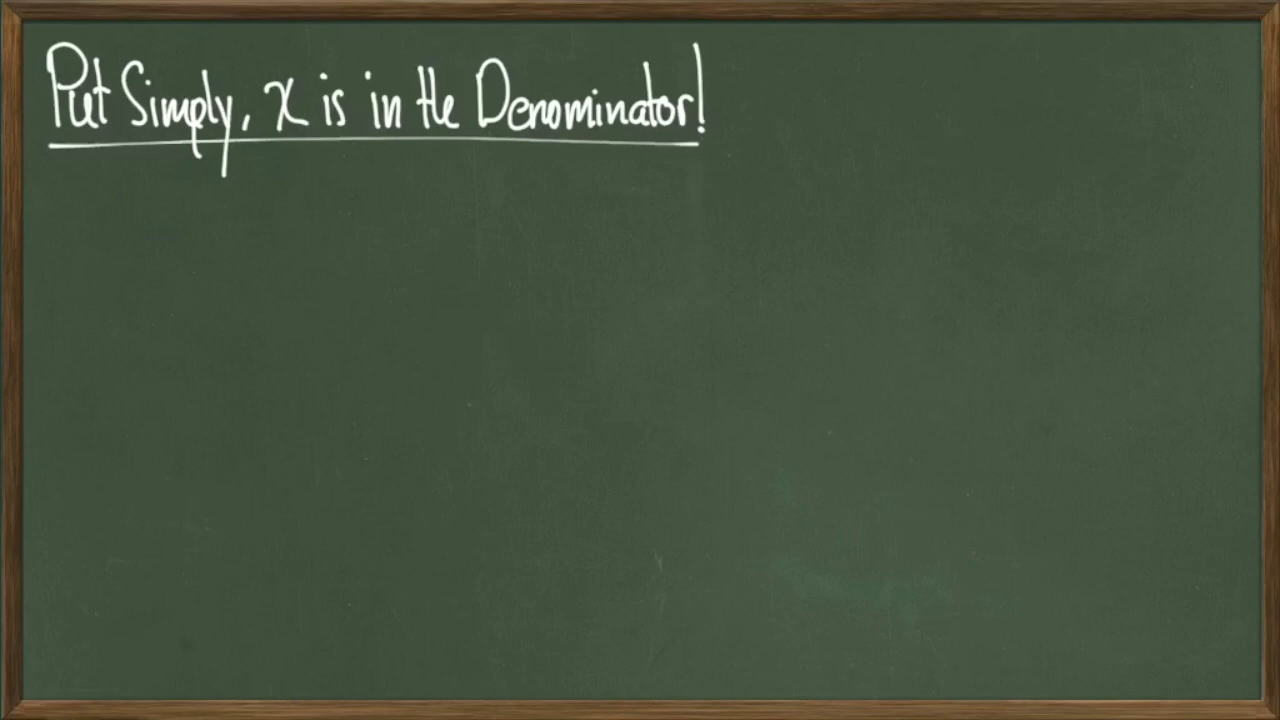 Put Simply, x is in the Denominator!